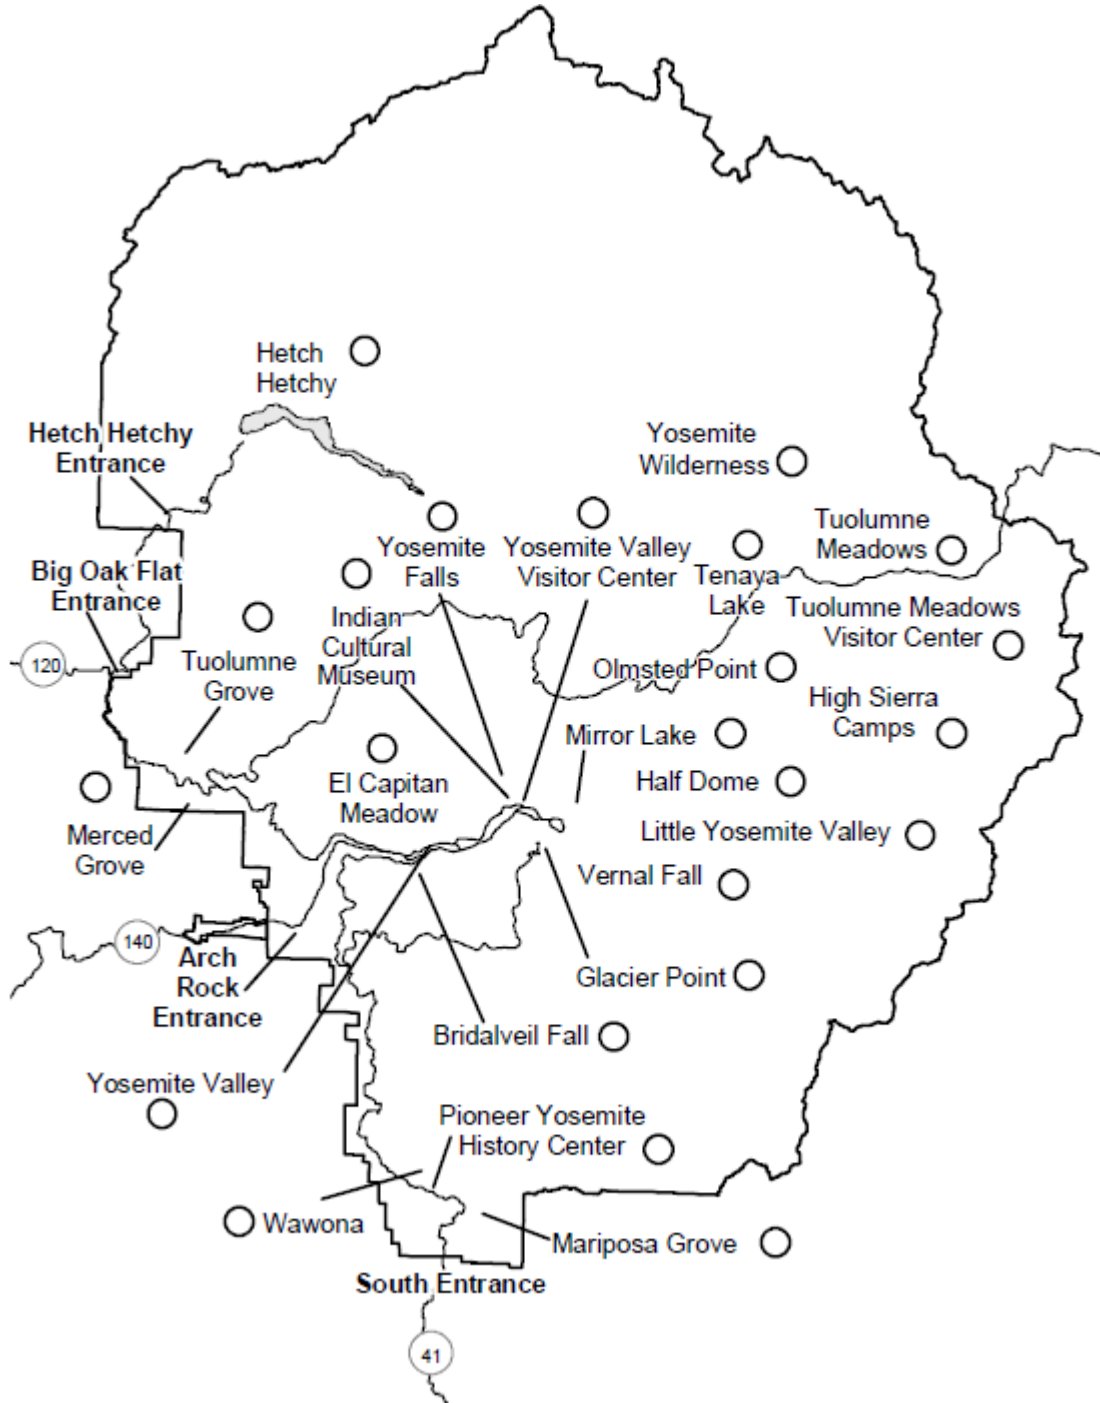 Hetch
Hetchy
Hetch Hetchy
Entrance
Yosemite
Wilderness
Yosemite
Falls
Yosemite Valley
Visitor Center
Tenaya
Lake
Tuolumne
Meadows
Big Oak Flat
Entrance
Indian
Cultural
Museum
Tuolumne Meadows
Visitor Center
120
Tuolumne
Grove
Olmsted Point
High Sierra
Camps
Mirror Lake
El Capitan
Meadow
Half Dome
Merced
Grove
Little Yosemite Valley
Vernal Fall
140
Arch
Rock
Entrance
Glacier Point
Bridalveil Fall
Yosemite Valley
Pioneer Yosemite
History Center
Wawona
Mariposa Grove
South Entrance
41